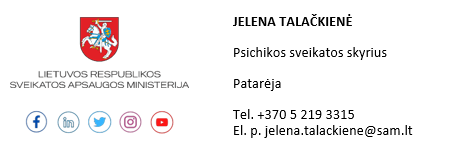 LIETUVOS RESPUBLIKOS
SVEIKATOS APSAUGOS MINISTERIJA
JELENA TALAČKIENĖ
Psichikos sveikatos skyrius
Patarėja
Tel. +370 5 219 3315
El. p. jelena.talackiene@sam.lt